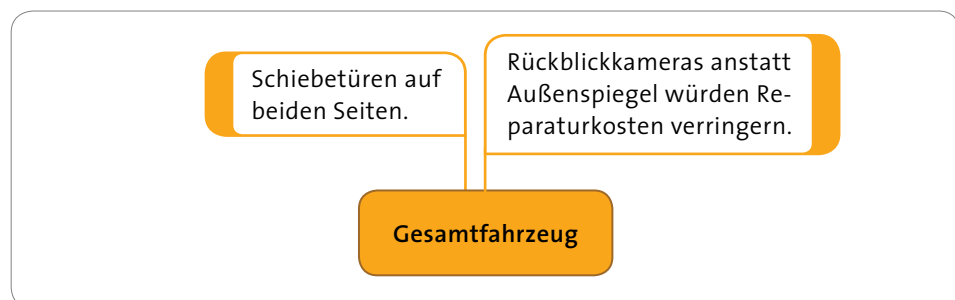 Schiebetüren auf
beiden Seiten.
Rückblickkameras anstatt
Außenspiegel würden Re-
paraturkosten verringern.
Gesamtfahrzeug